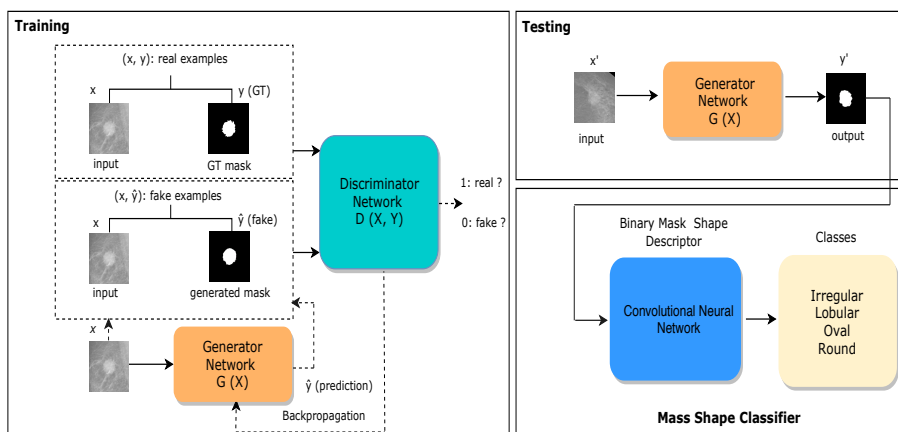 Training
(x, y): real examples
x
y (GT)
input
GT mask
(x, ŷ): fake examples
x
ŷ (fake)
input
generated mask
x
Generator
Network
G (X)
ŷ (prediction)
Backpropagation
Discriminator
Network
D (X, Y)
1: real ?
0: fake ?
Testing
x'
input
Generator
Network
G (X)
y'
output
Binary Mask Shape
Descriptor
Convolutional Neural
Network
Classes
Irregular
Lobular
Oval
Round
Mass Shape Classifier